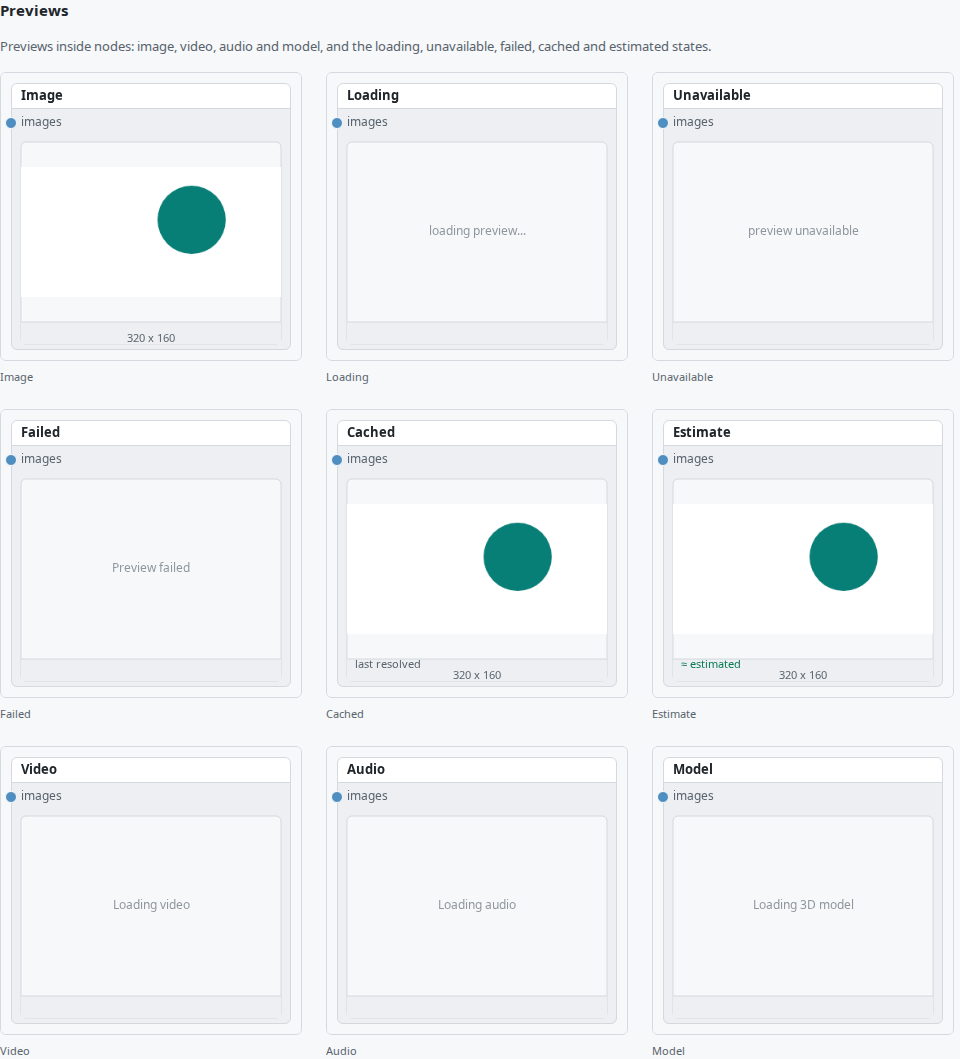 Previews
Previews inside nodes: image, video, audio and model, and the loading, unavailable, failed, cached and estimated states.
Image
images
320 x 160
Image
Loading
images
loading preview...
Loading
Unavailable
images
preview unavailable
Unavailable
Failed
images
Preview failed
Failed
Cached
images
last resolved
320 x 160
Cached
Estimate
images
≈ estimated
320 x 160
Estimate
Video
images
Loading video
Video
Audio
images
Loading audio
Audio
Model
images
Loading 3D model
Model